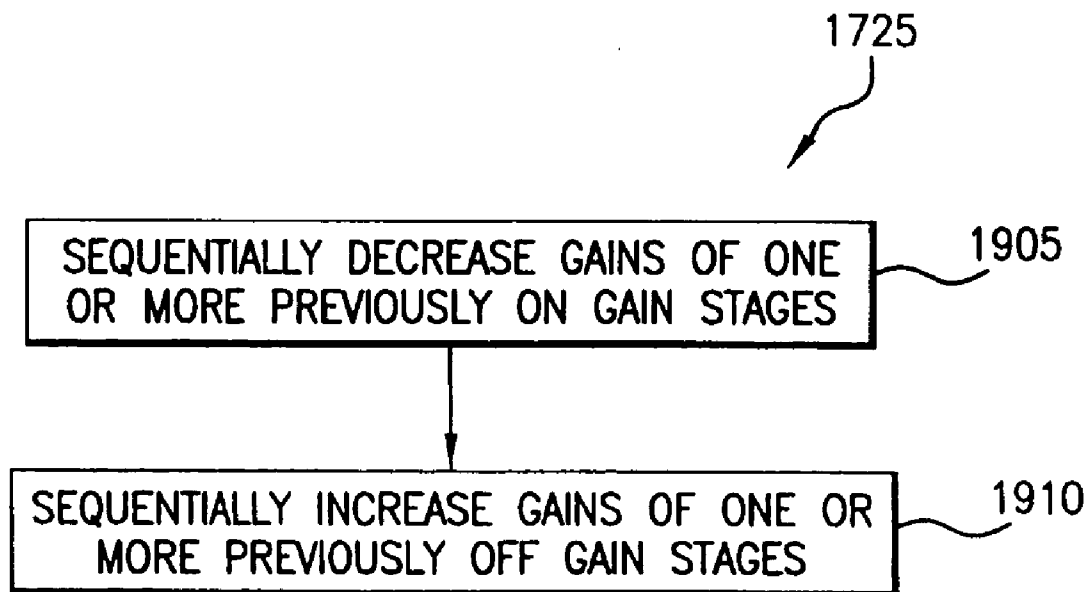 1725
SEQUENTIALLY DECREASE GAINS OF ONE
OR MORE PREVIOUSLY ON GAIN STAGES
1905
SEQUENTIALLY INCREASE GAINS OF ONE OR
MORE PREVIOUSLY OFF GAIN STAGES
1910